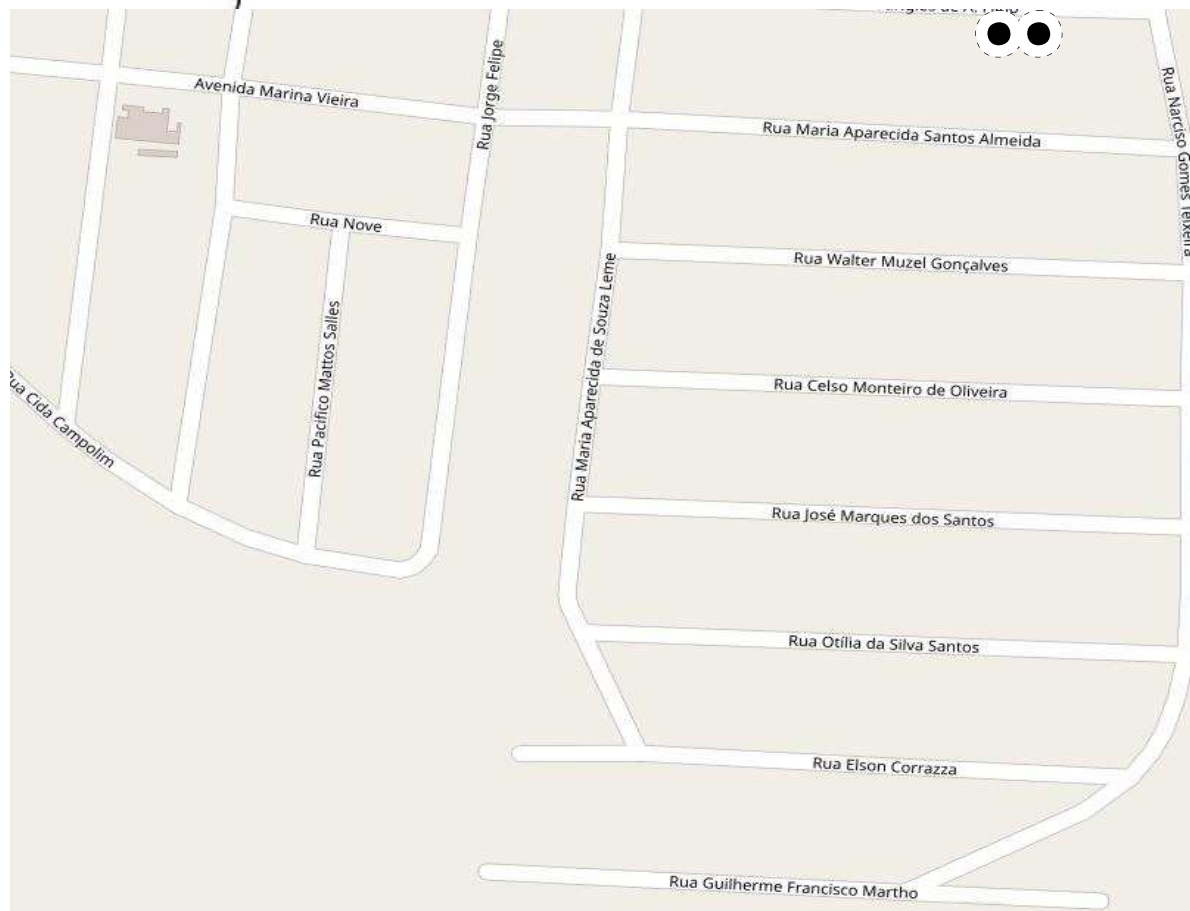 Avenida Marina Vieira
Rua Jorge Felipe
Rua Maria Aparecida Santos Almeida
Rua Narciso Gomes Teixeira
Rua Nove
Rua Walter Muzel Gonçalves
Rua Maria Aparecida de Souza Leme
Rua Pacifico Mattos Salles
Rua Celso Monteiro de Oliveira
Rua Cida Campolim
Rua José Marques dos Santos
Rua Otília da Silva Santos
Rua Elson Corrazza
Rua Guilherme Francisco Martho